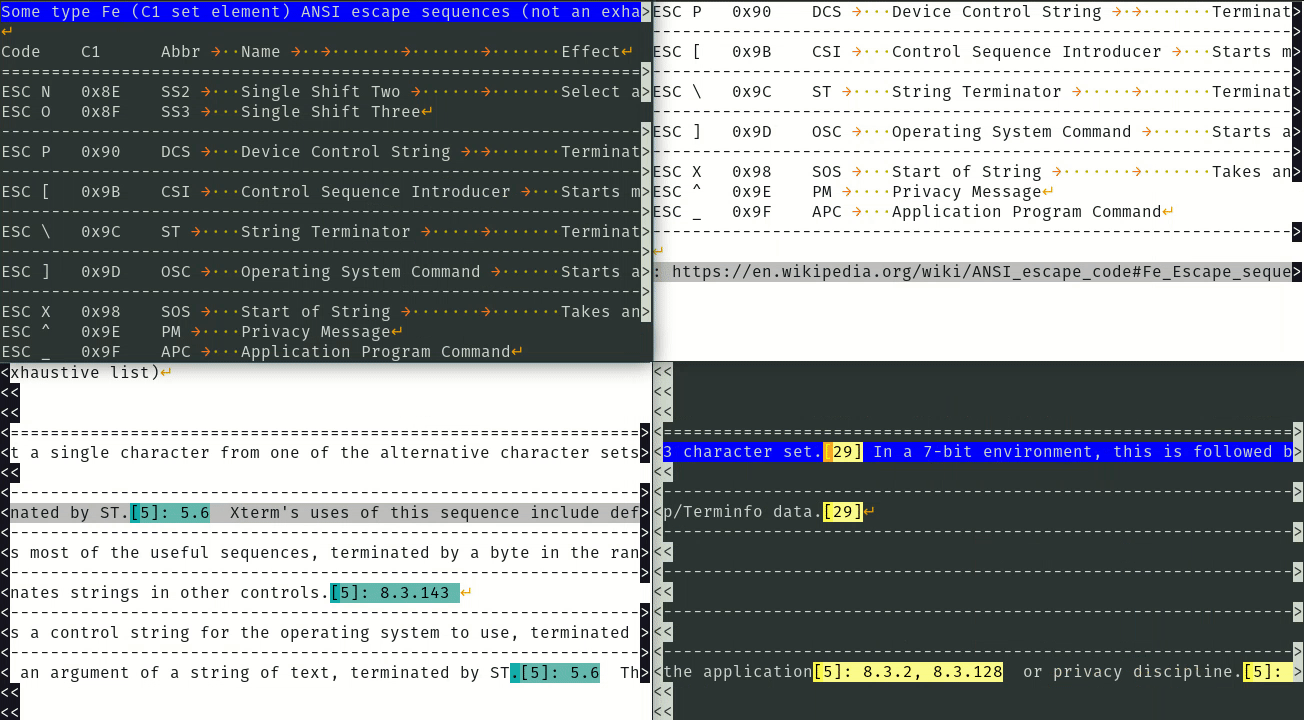 Some type Fe (C1 set element) ANSI escape sequences (not an exha>
↵
Code    C1      Abbr →··Name →··→·······→·······→·······Effect↵
================================================================>
ESC N   0x8E    SS2 →···Single Shift Two →······→·······Select a>
ESC O   0x8F    SS3 →···Single Shift Three↵
---------------------------------------------------------------->
ESC P   0x90    DCS →···Device Control String →·→·······Terminat>
---------------------------------------------------------------->
ESC [   0x9B    CSI →···Control Sequence Introducer →···Starts m>
---------------------------------------------------------------->
ESC \   0x9C    ST →····String Terminator →·····→·······Terminat>
---------------------------------------------------------------->
ESC ]   0x9D    OSC →···Operating System Command →······Starts a>
---------------------------------------------------------------->
ESC X   0x98    SOS →···Start of String →·······→·······Takes an>
ESC ^   0x9E    PM →····Privacy Message↵
ESC _   0x9F    APC →···Application Program Command↵
ESC P   0x90    DCS →···Device Control String →·→·······Terminat>
---------------------------------------------------------------->
ESC [   0x9B    CSI →···Control Sequence Introducer →···Starts m>
---------------------------------------------------------------->
ESC \   0x9C    ST →····String Terminator →·····→·······Terminat>
---------------------------------------------------------------->
ESC ]   0x9D    OSC →···Operating System Command →······Starts a>
---------------------------------------------------------------->
ESC X   0x98    SOS →···Start of String →·······→·······Takes an>
ESC ^   0x9E    PM →····Privacy Message↵
ESC _   0x9F    APC →···Application Program Command↵
---------------------------------------------------------------->
↵
: https://en.wikipedia.org/wiki/ANSI_escape_code#Fe_Escape_seque>
<xhaustive list)↵
<<
<<
<===============================================================>
<t a single character from one of the alternative character sets>
<<
<--------------------------------------------------------------->
<nated by ST.[5]: 5.6  Xterm's uses of this sequence include def>
<--------------------------------------------------------------->
<s most of the useful sequences, terminated by a byte in the ran>
<--------------------------------------------------------------->
<nates strings in other controls.[5]: 8.3.143 ↵
<--------------------------------------------------------------->
<s a control string for the operating system to use, terminated >
<--------------------------------------------------------------->
< an argument of a string of text, terminated by ST.[5]: 5.6  Th>
<<
<<
<<
<<
<<
<===============================================================>
<3 character set.[29] In a 7-bit environment, this is followed b>
<<
<--------------------------------------------------------------->
<p/Terminfo data.[29]↵
<--------------------------------------------------------------->
<<
<--------------------------------------------------------------->
<<
<--------------------------------------------------------------->
<<
<--------------------------------------------------------------->
<the application[5]: 8.3.2, 8.3.128  or privacy discipline.[5]: >
<<
<<